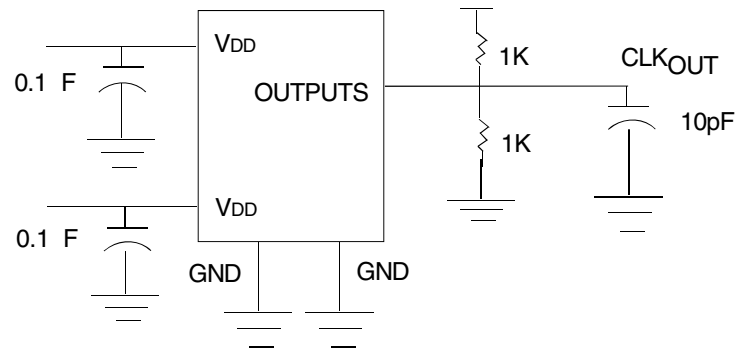 VDD
1K
CLKOUT
0.1 F
OUTPUTS
10pF
1K
VDD
0.1 F
GND
GND